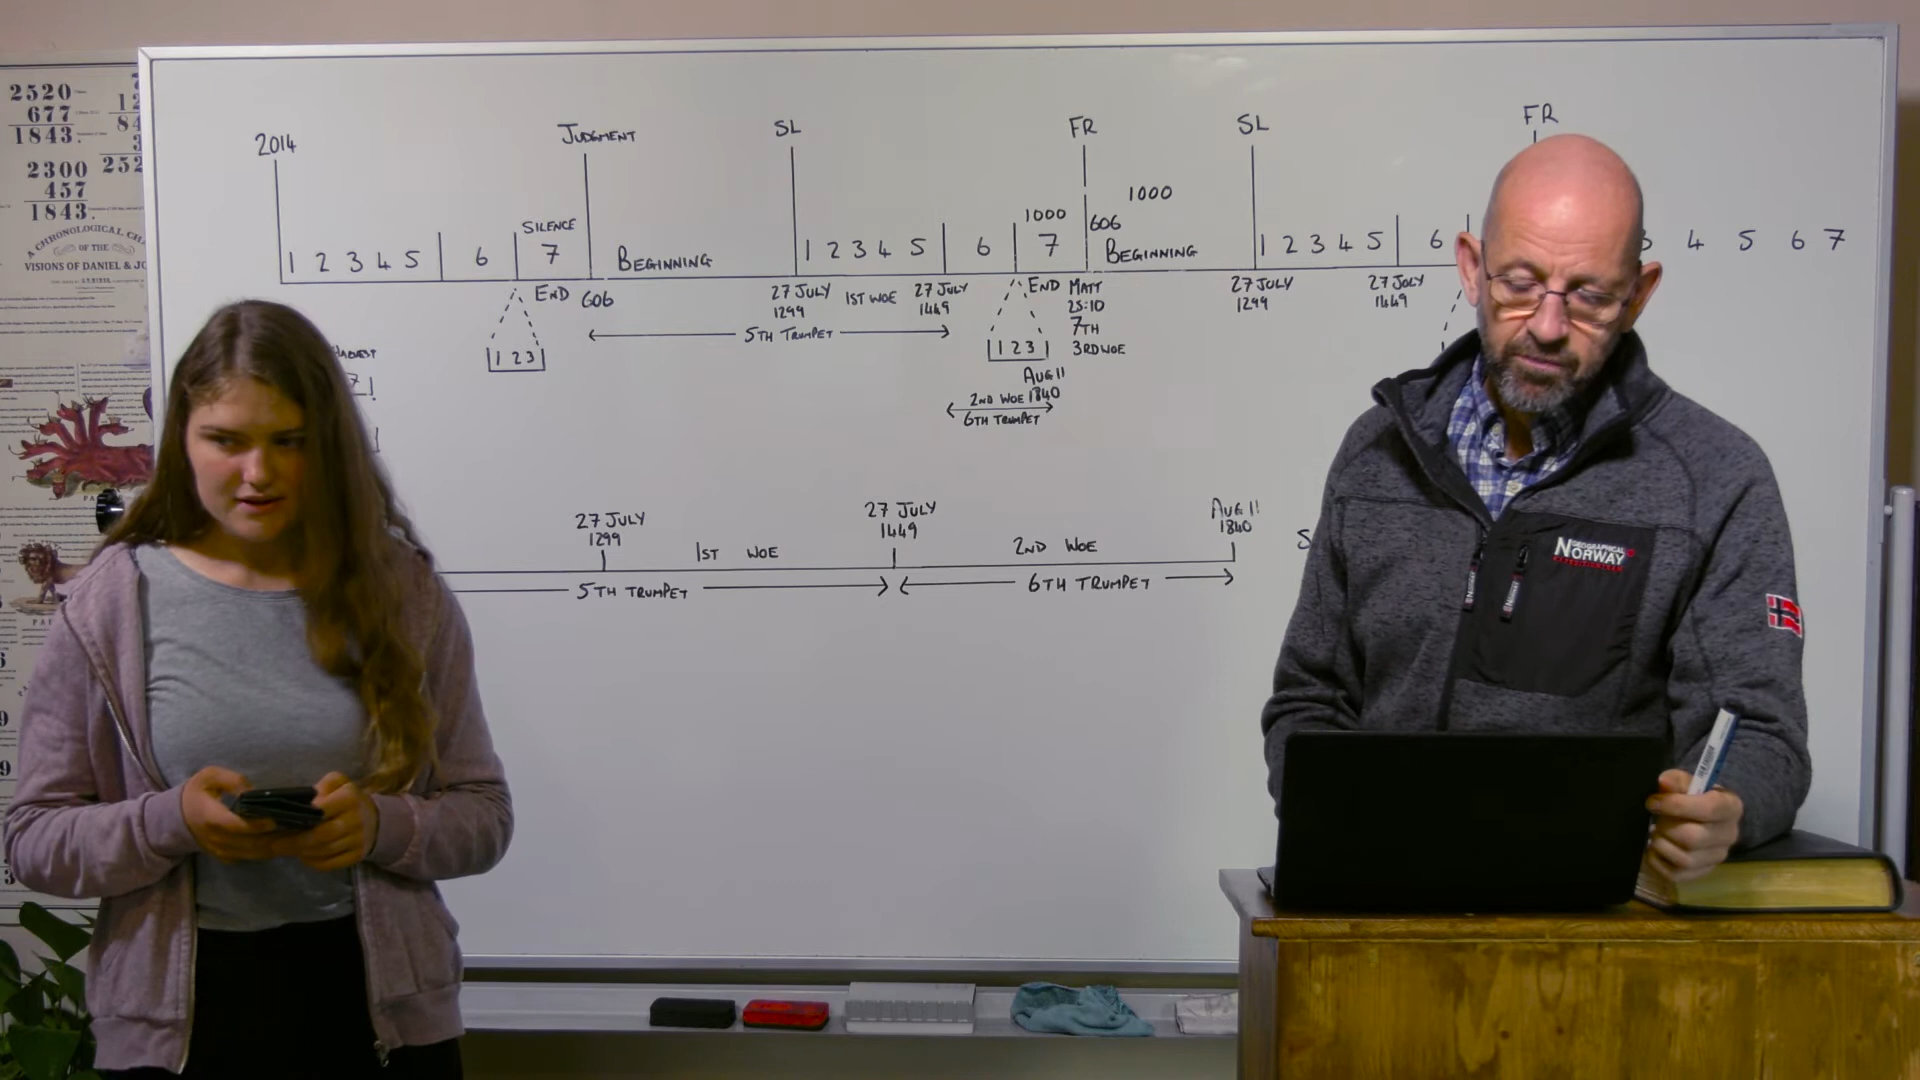 2520
677
1843.
2300
457
1843.
252
A CHRONOLOGICAL
OF THE
VISIONS OF DANIEL &
2014
JUDGMENT
SL
FR
SL
FR
1 2 3 4 5 6 SILENCE 7
BEGINNING
1 2 3 4 5 6 1000 7
606
1000
BEGINNING
1 2 3 4 5 6
4 5 6 7
END 606
1 2 3
27 JULY
1299
1ST WOE
27 JULY
1449
5TH TRUMPET
END
1 2 3
MATT
25:10
7TH
3RD WOE
AUG 11
1840
2ND WOE
6TH TRUMPET
27 JULY
1299
27 JULY
1449
HARVEST
27 JULY
1299
1ST WOE
27 JULY
1449
2ND WOE
AUG 11
1840
5TH TRUMPET
6TH TRUMPET
GEOGRAPHICAL
NORWAY